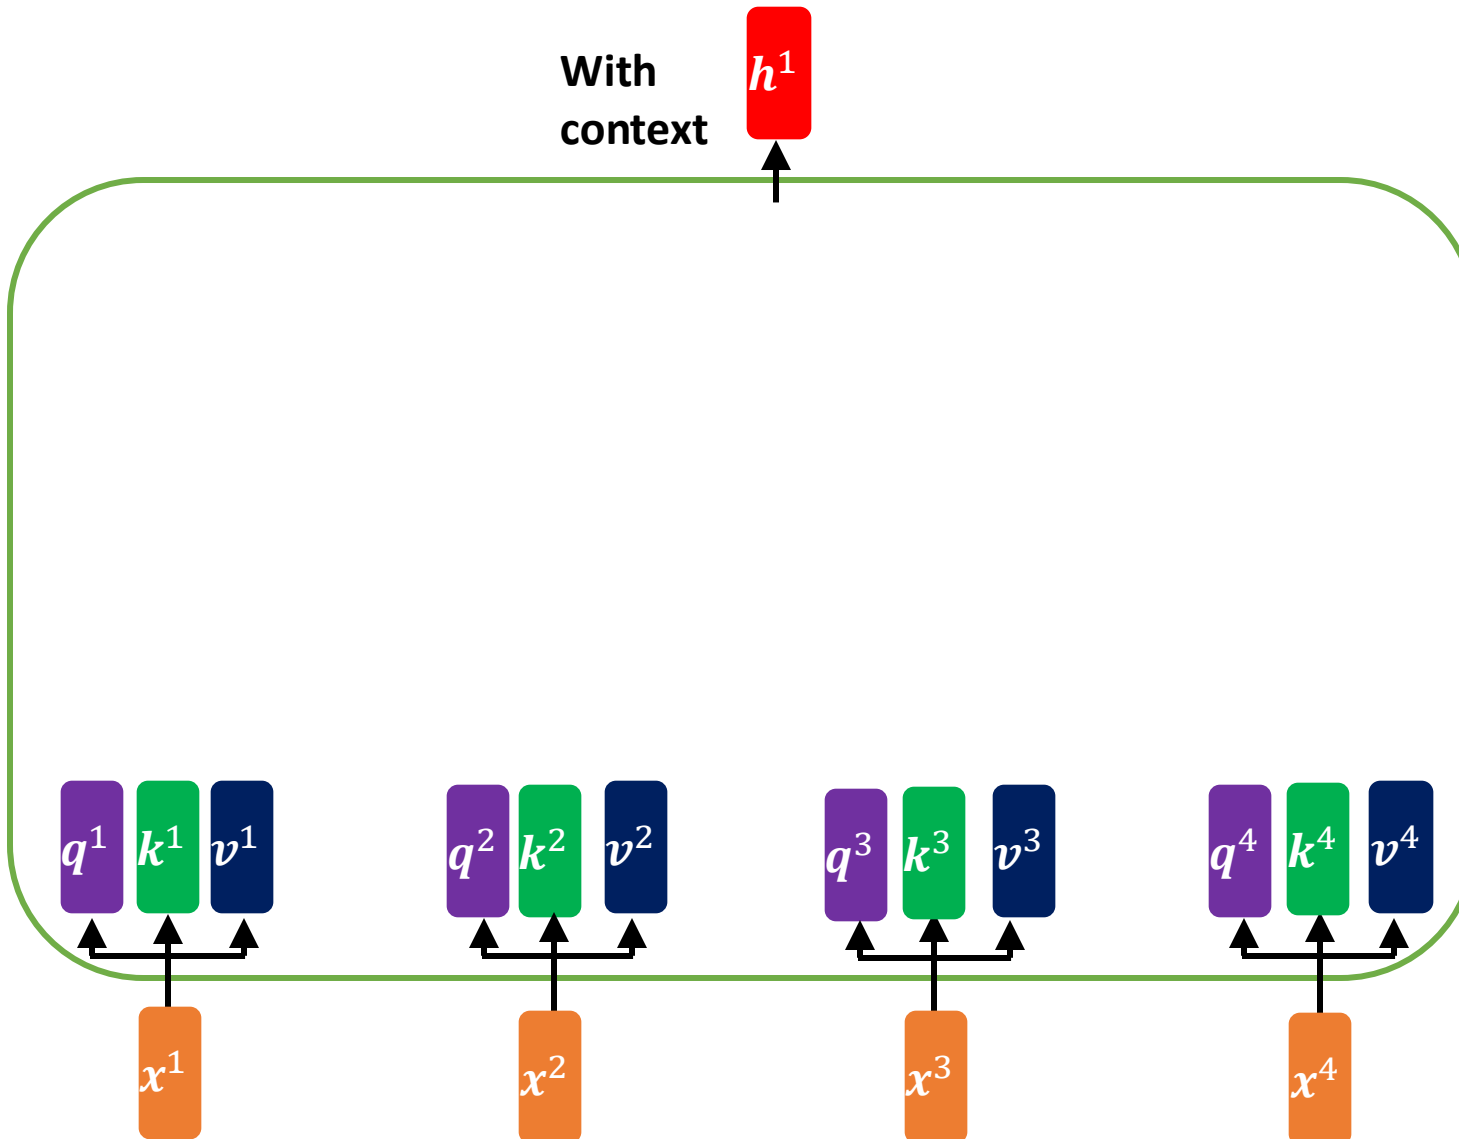 With
context
h¹
q¹ k¹ v¹ q² k² v² q³ k³ v³ q⁴ k⁴ v⁴
x¹ x² x³ x⁴